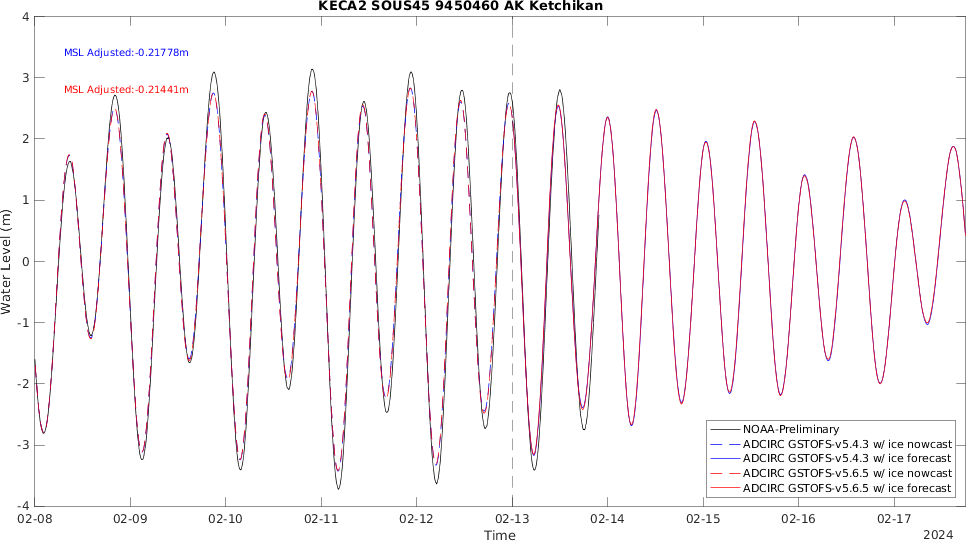 KECA2 SOUS45 9450460 AK Ketchikan
MSL Adjusted:-0.21778m
MSL Adjusted:-0.21441m
Water Level (m)
4
3
2
1
0
-1
-2
-3
-4
NOAA-Preliminary
ADCIRC GSTOFS-v5.4.3 w/ ice nowcast
ADCIRC GSTOFS-v5.4.3 w/ ice forecast
ADCIRC GSTOFS-v5.6.5 w/ ice nowcast
ADCIRC GSTOFS-v5.6.5 w/ ice forecast
02-08 02-09 02-10 02-11 02-12 02-13 02-14 02-15 02-16 02-17
Time
2024